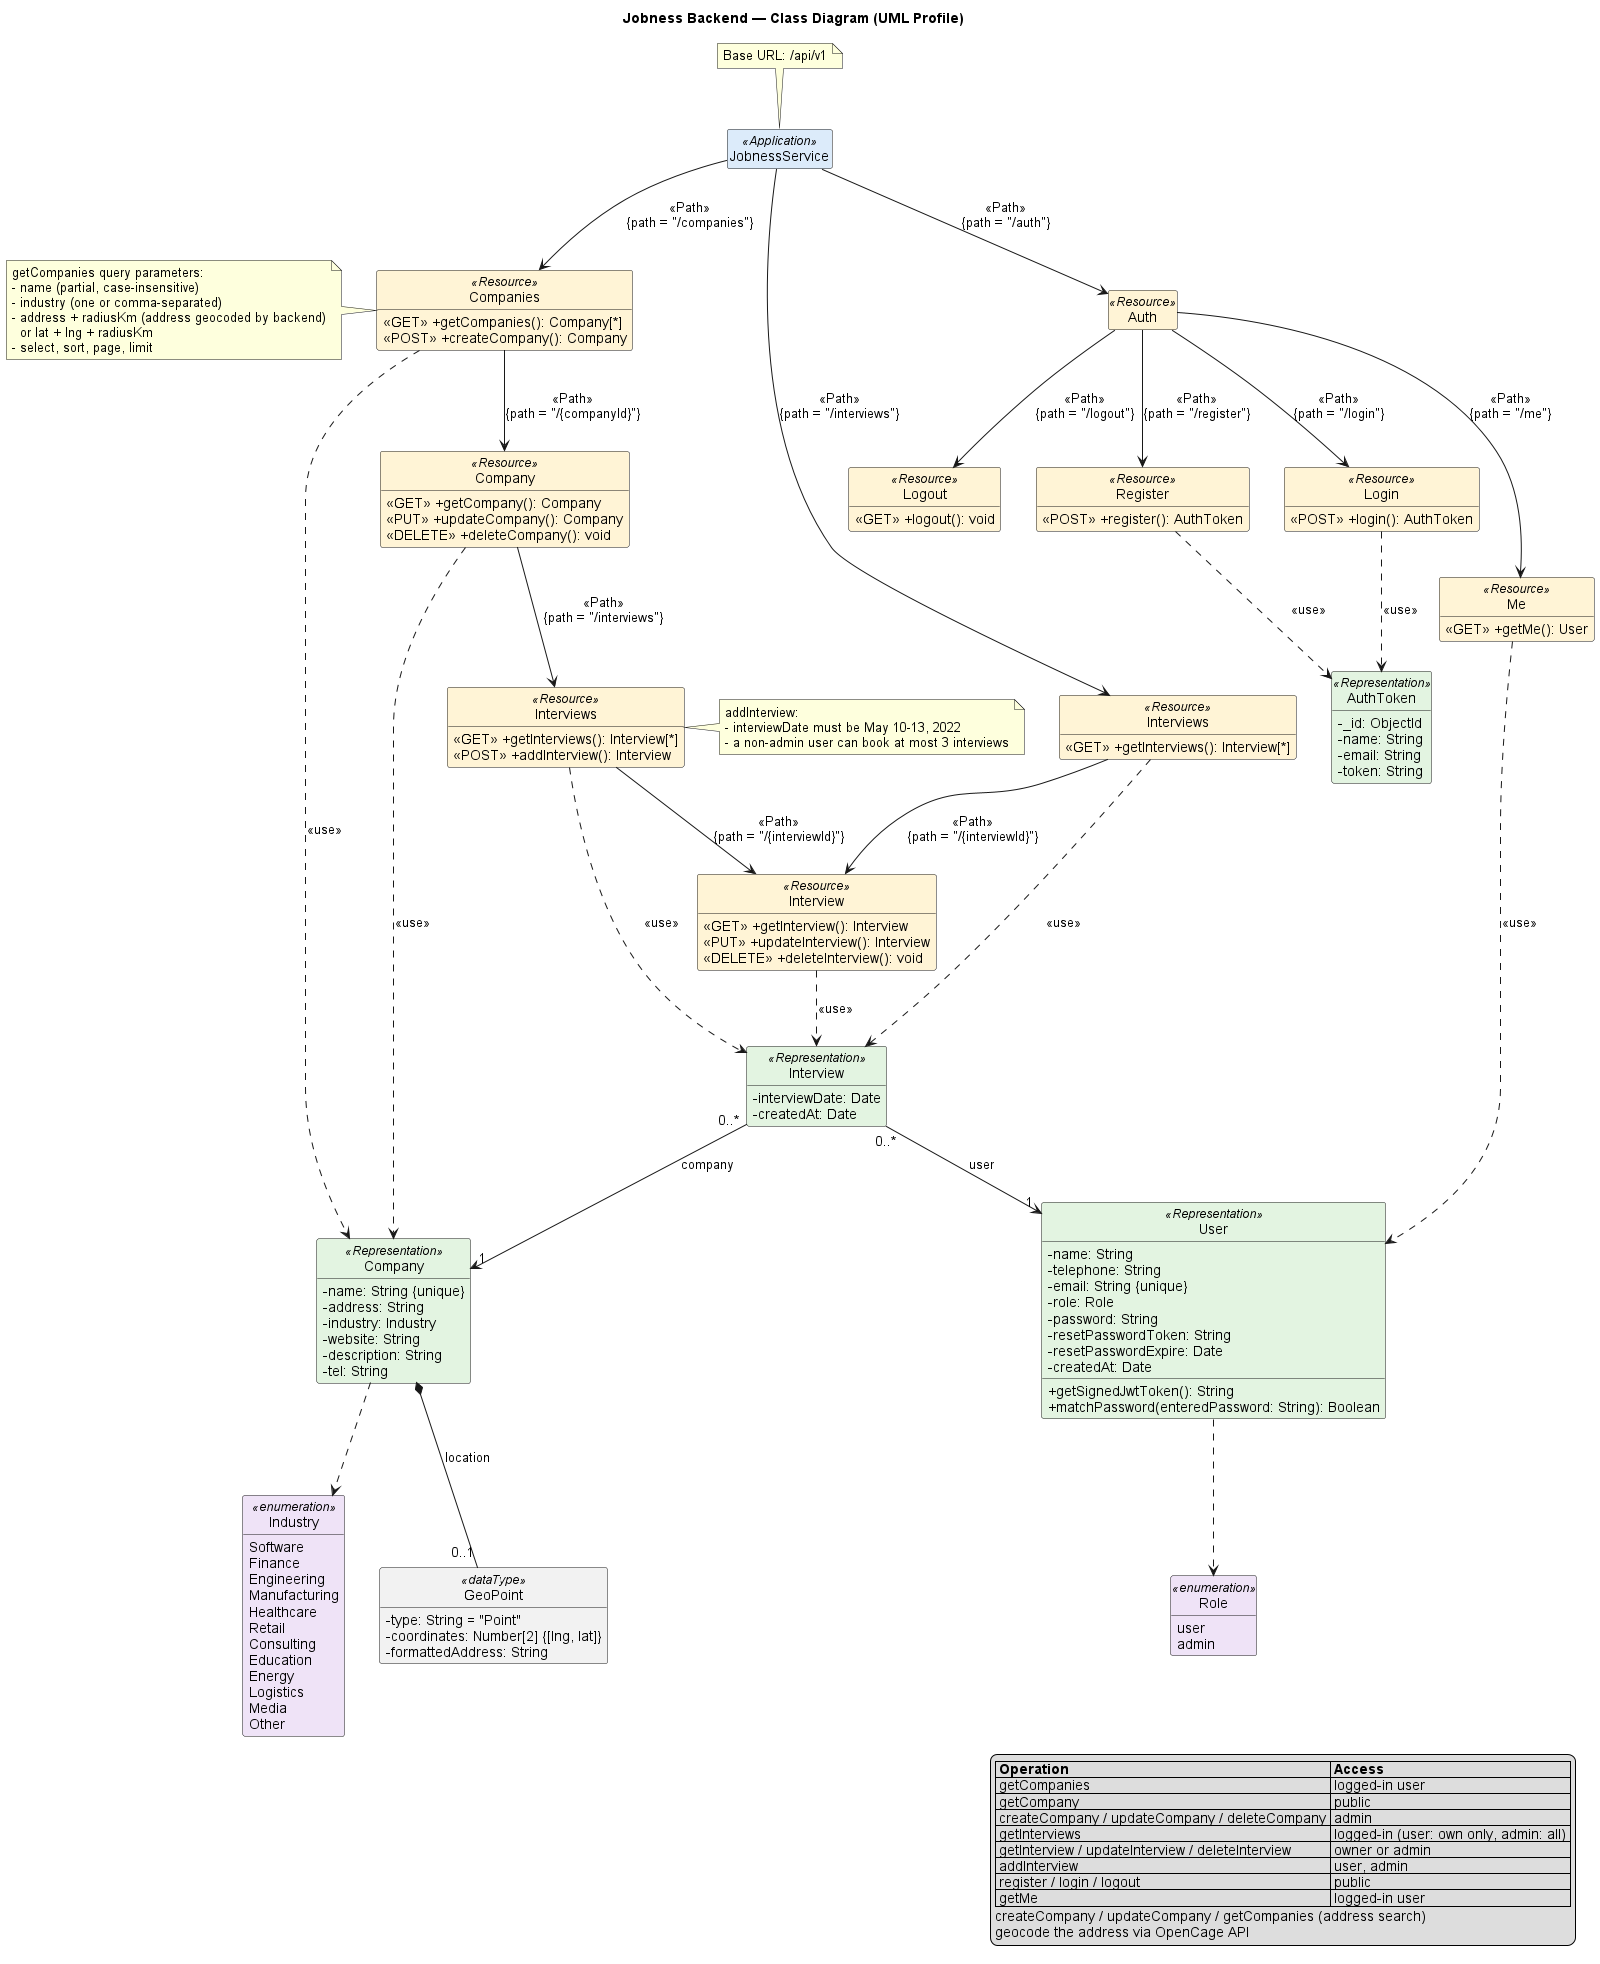 Jobness Backend — Class Diagram (UML Profile)
Base URL: /api/v1
«Application»
JobnessService
«Path»
{path = "/companies"}
«Path»
{path = "/auth"}
getCompanies query parameters:
- name (partial, case-insensitive)
- industry (one or comma-separated)
- address + radiusKm (address geocoded by backend)
or lat + lng + radiusKm
- select, sort, page, limit
«Resource»
Companies
«GET» +getCompanies(): Company[*]
«POST» +createCompany(): Company
«Resource»
Auth
«Path»
{path = "/{companyId}"}
«Path»
{path = "/interviews"}
«Path»
{path = "/logout"}
«Path»
{path = "/register"}
«Path»
{path = "/login"}
«Path»
{path = "/me"}
«Resource»
Company
«GET» +getCompany(): Company
«PUT» +updateCompany(): Company
«DELETE» +deleteCompany(): void
«Resource»
Logout
«GET» +logout(): void
«Resource»
Register
«POST» +register(): AuthToken
«Resource»
Login
«POST» +login(): AuthToken
«Path»
{path = "/interviews"}
«use»
«use»
«Resource»
Me
«GET» +getMe(): User
«Resource»
Interviews
«GET» +getInterviews(): Interview[*]
«POST» +addInterview(): Interview
addInterview:
- interviewDate must be May 10-13, 2022
- a non-admin user can book at most 3 interviews
«Resource»
Interviews
«GET» +getInterviews(): Interview[*]
«Representation»
AuthToken
-_id: ObjectId
-name: String
-email: String
-token: String
«use»
«Path»
{path = "/{interviewId}"}
«Path»
{path = "/{interviewId}"}
«Resource»
Interview
«GET» +getInterview(): Interview
«PUT» +updateInterview(): Interview
«DELETE» +deleteInterview(): void
«use»
«use»
«use»
«use»
«use»
«Representation»
Interview
-interviewDate: Date
-createdAt: Date
0..*
0..*
company
user
1
1
«Representation»
Company
-name: String {unique}
-address: String
-industry: Industry
-website: String
-description: String
-tel: String
«Representation»
User
-name: String
-telephone: String
-email: String {unique}
-role: Role
-password: String
-resetPasswordToken: String
-resetPasswordExpire: Date
-createdAt: Date
+getSignedJwtToken(): String
+matchPassword(enteredPassword: String): Boolean
location
0..1
«enumeration»
Industry
Software
Finance
Engineering
Manufacturing
Healthcare
Retail
Consulting
Education
Energy
Logistics
Media
Other
«dataType»
GeoPoint
-type: String = "Point"
-coordinates: Number[2] {[lng, lat]}
-formattedAddress: String
«enumeration»
Role
user
admin
Operation Access
getCompanies logged-in user
getCompany public
createCompany / updateCompany / deleteCompany admin
getInterviews logged-in (user: own only, admin: all)
getInterview / updateInterview / deleteInterview owner or admin
addInterview user, admin
register / login / logout public
getMe logged-in user
createCompany / updateCompany / getCompanies (address search)
geocode the address via OpenCage API